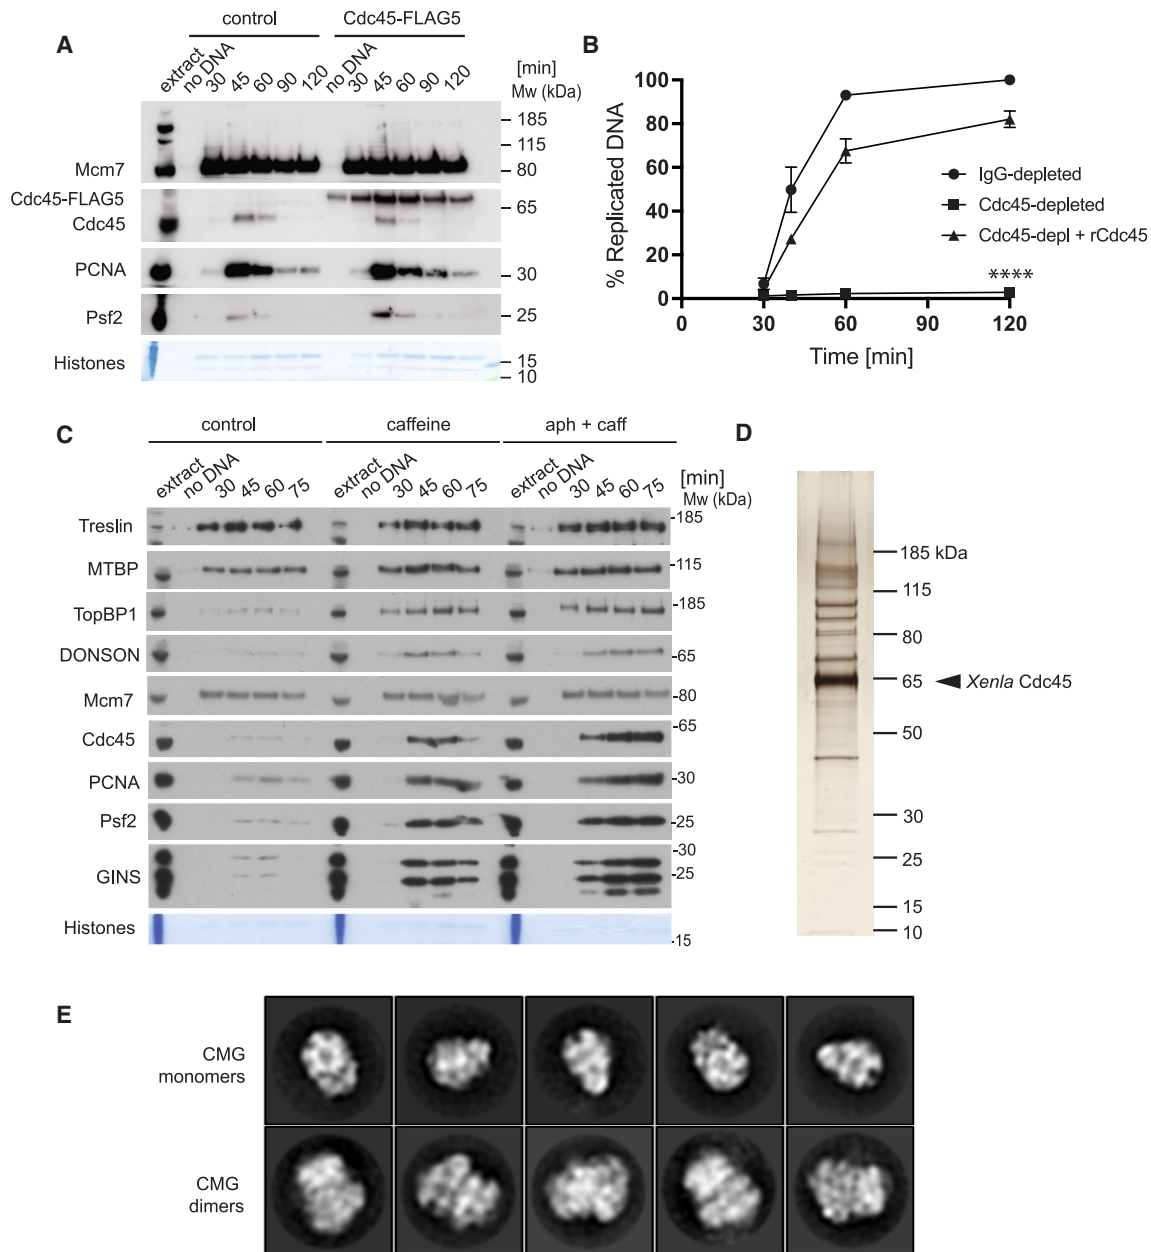 A
control
Cdc45-FLAG5
extract
no DNA
30
45
60
90
120
no DNA
30
45
60
90
120
[min]
Mw (kDa)
Mcm7
185
115
80
Cdc45-FLAG5
Cdc45
65
PCNA
30
Psf2
25
Histones
15
10
B
% Replicated DNA
100
80
60
40
20
0
0
30
60
90
120
Time [min]
IgG-depleted
Cdc45-depleted
Cdc45-depl + rCdc45
****
C
control
caffeine
aph + caff
extract
no DNA
30
45
60
75
extract
no DNA
30
45
60
75
extract
no DNA
30
45
60
75
[min]
Mw (kDa)
Treslin
-185
MTBP
-115
TopBP1
-185
DONSON
-65
Mcm7
-80
Cdc45
-65
PCNA
-30
Psf2
-25
GINS
-30
-25
Histones
-15
D
185 kDa
115
80
65
Xenla Cdc45
50
30
25
15
10
E
CMG
monomers
CMG
dimers